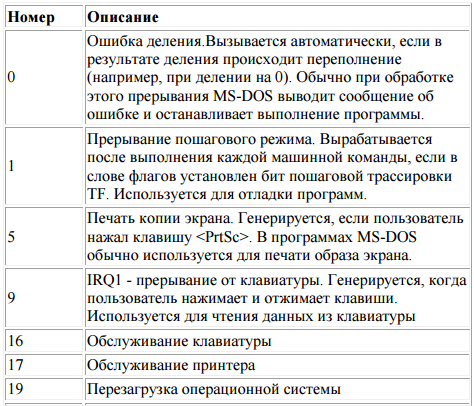 Номер Описание
0
Ошибка деления.Вызывается автоматически, если в
результате деления происходит переполнение
(например, при делении на 0). Обычно при обработке
этого прерывания MS-DOS выводит сообщение об
ошибке и останавливает выполнение программы.
1
Прерывание пошагового режима. Вырабатывается
после выполнения каждой машинной команды, если в
слове флагов установлен бит пошаговой трассировки
TF. Используется для отладки программ.
5
Печать копии экрана. Генерируется, если пользователь
нажал клавишу <PrtSc>. В программах MS-DOS
обычно используется для печати образа экрана.
9
IRQ1 - прерывание от клавиатуры. Генерируется, когда
пользователь нажимает и отжимает клавиши.
Используется для чтения данных из клавиатуры
16 Обслуживание клавиатуры
17 Обслуживание принтера
19 Перезагрузка операционной системы